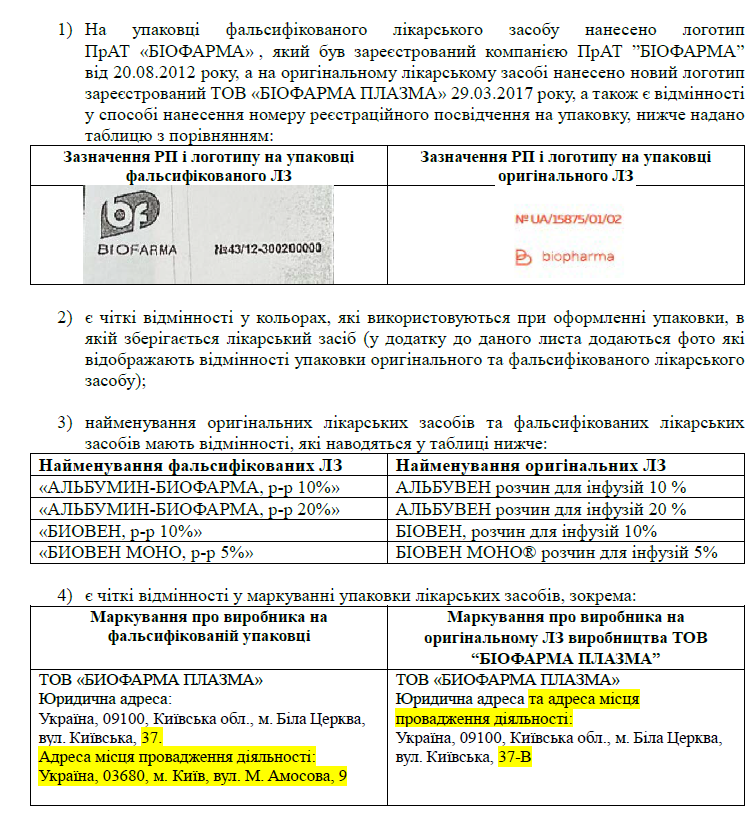 1) На упаковці фальсифікованого лікарського засобу нанесено логотип
ПрАТ «БІОФАРМА» , який був зареєстрований компанією ПрАТ ”БІОФАРМА”
від 20.08.2012 року, а на оригінальному лікарському засобі нанесено новий логотип
зареєстрований ТОВ «БІОФАРМА ПЛАЗМА» 29.03.2017 року, а також є відмінності
у способі нанесення номеру реєстраційного посвідчення на упаковку, нижче надано
таблицю з порівнянням:
Зазначення РП і логотипу на упаковці
фальсифікованого ЛЗ
Зазначення РП і логотипу на упаковці
оригінального ЛЗ
bf
BIOFARMA №43/12-300200000
№ UA/15875/01/02
biopharma
2) є чіткі відмінності у кольорах, які використовуються при оформленні упаковки, в
якій зберігається лікарський засіб (у додатку до даного листа додаються фото які
відображають відмінності упаковки оригінального та фальсифікованого лікарського
засобу);
3) найменування оригінальних лікарських засобів та фальсифікованих лікарських
засобів мають відмінності, які наводяться у таблиці нижче:
Найменування фальсифікованих ЛЗ Найменування оригінальних ЛЗ
«АЛЬБУМИН-БИОФАРМА, р-р 10%» АЛЬБУВЕН розчин для інфузій 10 %
«АЛЬБУМИН-БИОФАРМА, р-р 20%» АЛЬБУВЕН розчин для інфузій 20 %
«БИОВЕН, р-р 10%» БІОВЕН, розчин для інфузій 10%
«БИОВЕН МОНО, р-р 5%» БІОВЕН МОНО® розчин для інфузій 5%
4) є чіткі відмінності у маркуванні упаковки лікарських засобів, зокрема:
Маркування про виробника на
фальсифікованій упаковці
Маркування про виробника на
оригінальному ЛЗ виробництва ТОВ
“БІОФАРМА ПЛАЗМА”
ТОВ «БИОФАРМА ПЛАЗМА»
Юридична адреса:
Україна, 09100, Київська обл., м. Біла Церква,
вул. Київська, 37.
Адреса місця провадження діяльності:
Україна, 03680, м. Київ, вул. М. Амосова, 9
ТОВ «БИОФАРМА ПЛАЗМА»
Юридична адреса та адреса місця
провадження діяльності:
Україна, 09100, Київська обл., м. Біла Церква,
вул. Київська, 37-В